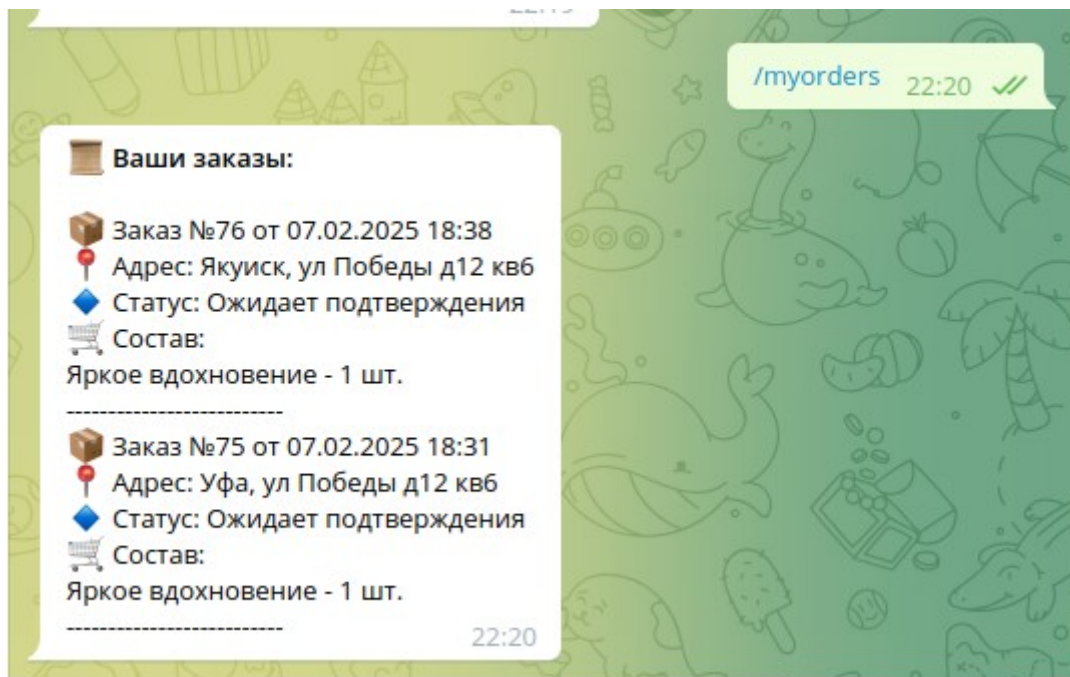 /myorders 22:20
Ваши заказы:
Заказ №76 от 07.02.2025 18:38
Адрес: Якуиск, ул Победы д12 кв6
Статус: Ожидает подтверждения
Состав:
Яркое вдохновение - 1 шт.
--------------------------
Заказ №75 от 07.02.2025 18:31
Адрес: Уфа, ул Победы д12 кв6
Статус: Ожидает подтверждения
Состав:
Яркое вдохновение - 1 шт.
--------------------------
22:20